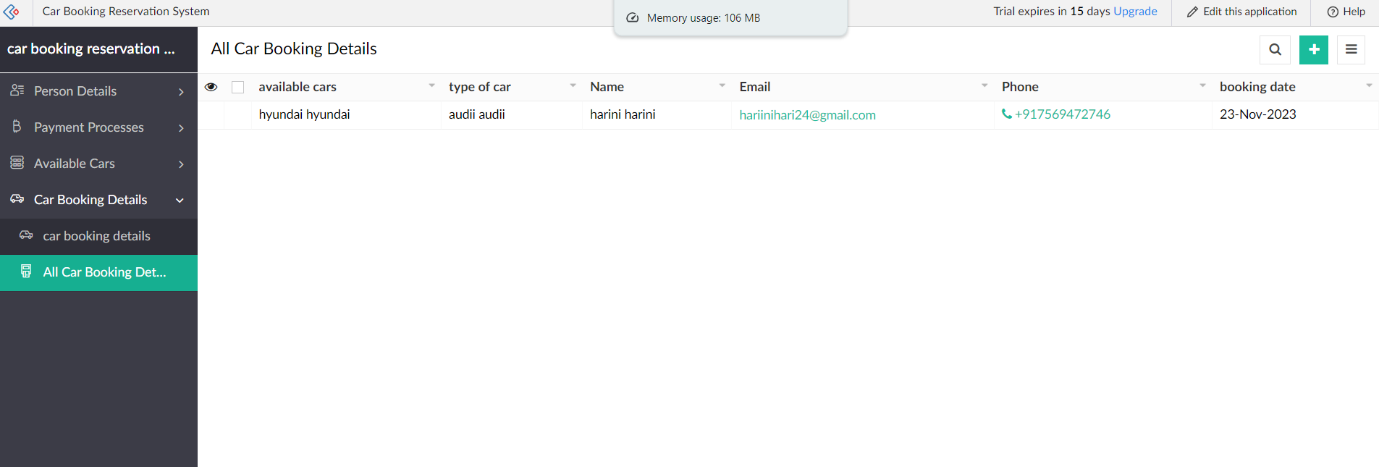 Car Booking Reservation System
Memory usage: 106 MB
Trial expires in 15 days Upgrade
Edit this application
Help
car booking reservation ...
All Car Booking Details
Person Details
Payment Processes
Available Cars
Car Booking Details
car booking details
All Car Booking Det...
available cars type of car Name Email Phone booking date
hyundai hyundai audii audii harini harini hariinihari24@gmail.com +917569472746 23-Nov-2023